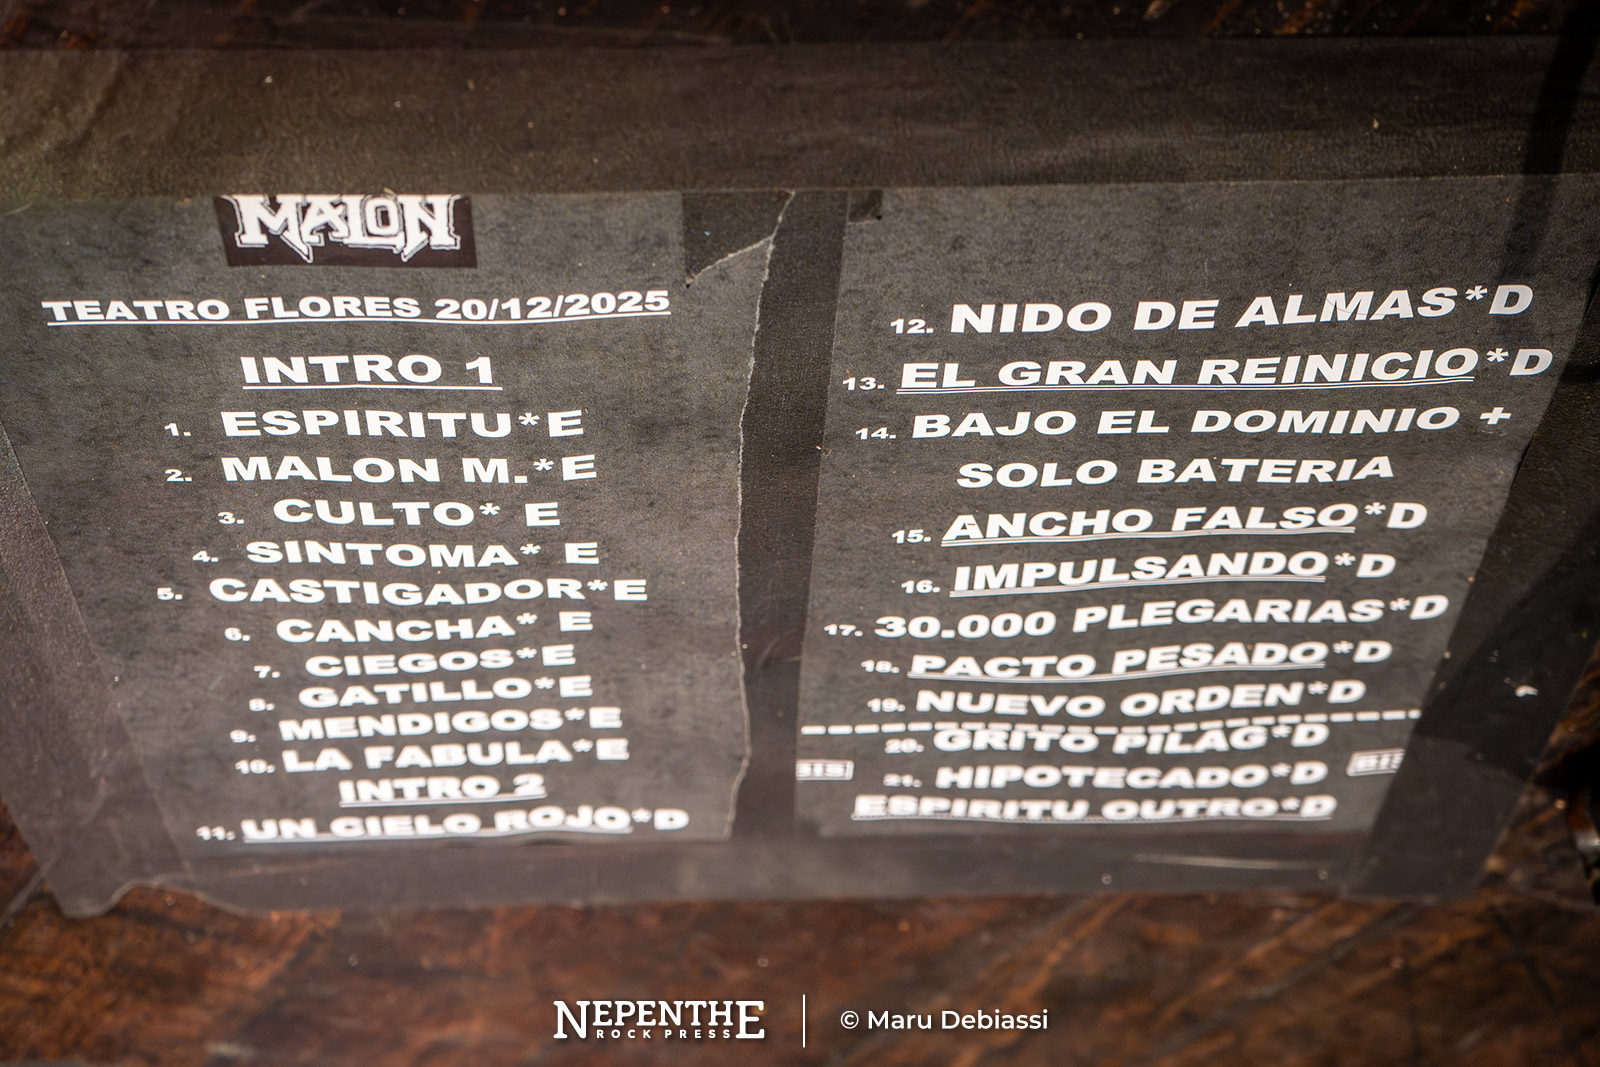 MALON
TEATRO FLORES 20/12/2025
INTRO 1
1. ESPIRITU*E
2. MALON M.*E
3. CULTO* E
4. SINTOMA* E
5. CASTIGADOR*E
6. CANCHA* E
7. CIEGOS*E
8. GATILLO*E
9. MENDIGOS*E
10. LA FABULA*E
INTRO 2
11. UN CIELO ROJO*D
12. NIDO DE ALMAS*D
13. EL GRAN REINICIO*D
14. BAJO EL DOMINIO +
SOLO BATERIA
15. ANCHO FALSO*D
16. IMPULSANDO*D
17. 30.000 PLEGARIAS*D
18. PACTO PESADO*D
19. NUEVO ORDEN*D
20. GRITO PILAG*D
BIS 21. HIPOTECADO*D BIS
ESPIRITU OUTRO*D
NEPENTHE
ROCK PRESS
© Maru Debiassi